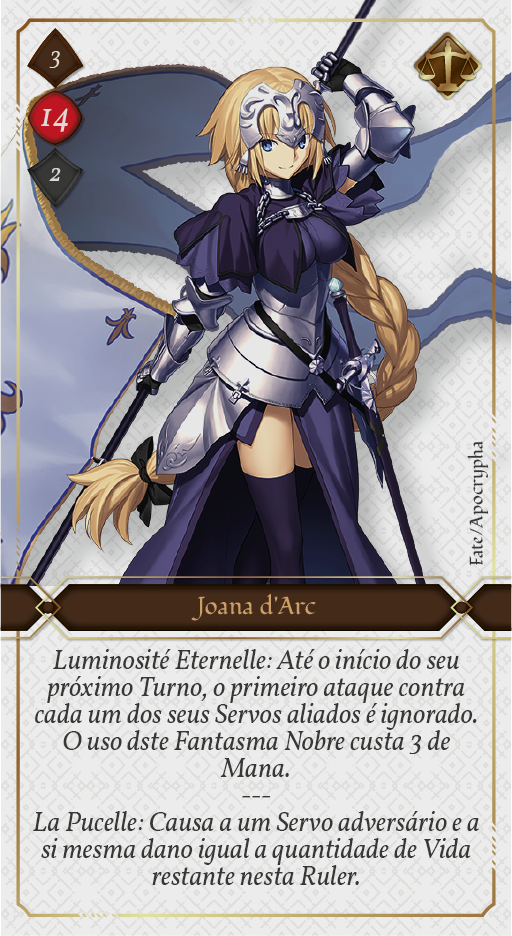 3
14
2
Fate/Apocrypha
Joana d'Arc
Luminosité Eternelle: Até o início do seu
próximo Turno, o primeiro ataque contra
cada um dos seus Servos aliados é ignorado.
O uso dste Fantasma Nobre custa 3 de
Mana.
---
La Pucelle: Causa a um Servo adversário e a
si mesma dano igual a quantidade de Vida
restante nesta Ruler.